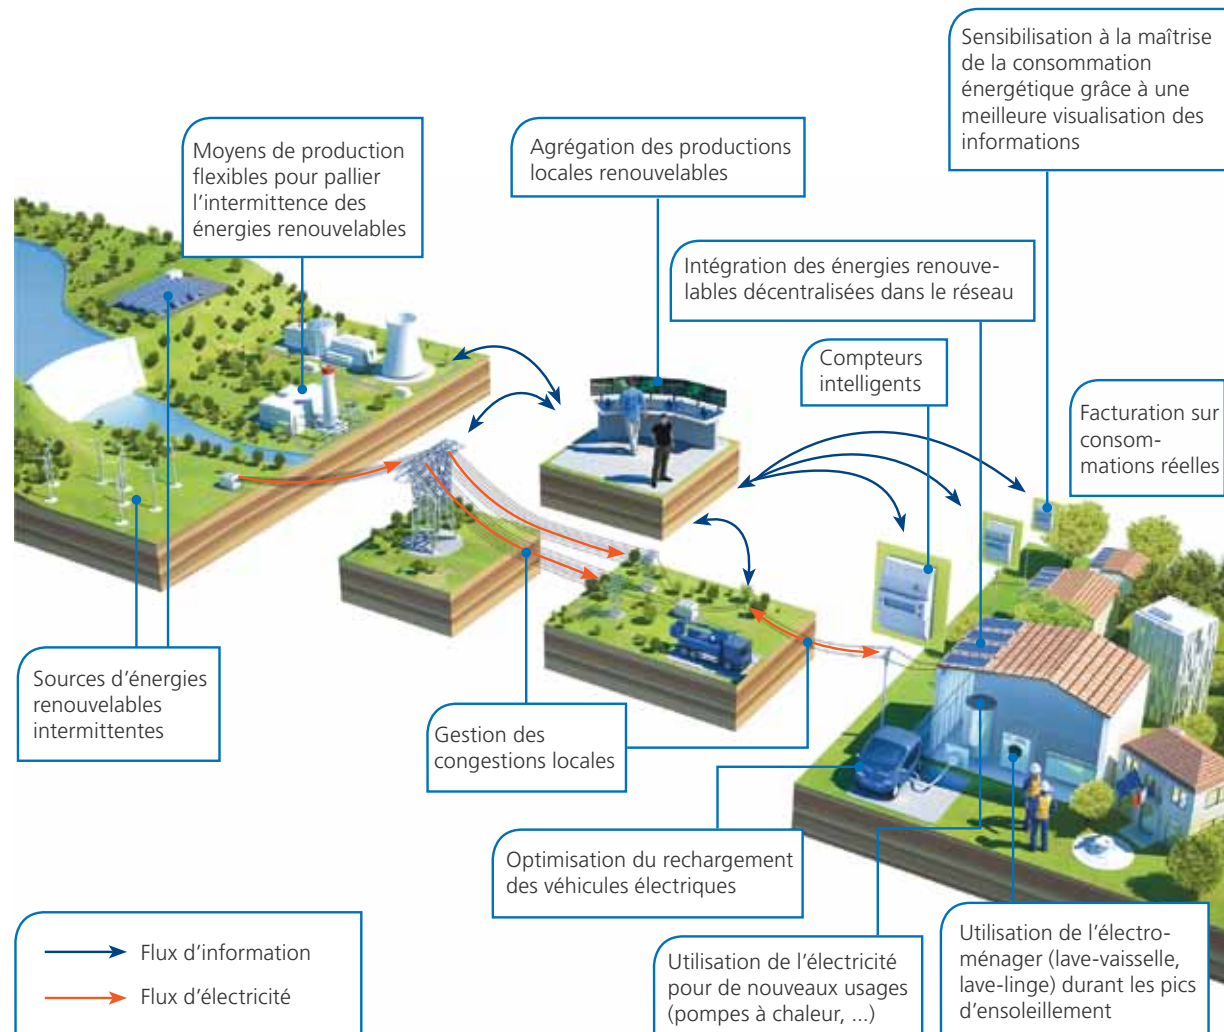 Sensibilisation à la maîtrise
de la consommation
énergétique grâce à une
meilleure visualisation des
informations
Moyens de production
flexibles pour pallier
l'intermittence des
énergies renouvelables
Agrégation des productions
locales renouvelables
Intégration des énergies renouve-
lables décentralisées dans le réseau
Compteurs
intelligents
Facturation sur
consom-
mations réelles
Sources d'énergies
renouvelables
intermittentes
Gestion des
congestions locales
Optimisation du rechargement
des véhicules électriques
Utilisation de l'électricité
pour de nouveaux usages
(pompes à chaleur, ...)
Utilisation de l'électro-
ménager (lave-vaisselle,
lave-linge) durant les pics
d'ensoleillement
Flux d'information
Flux d'électricité